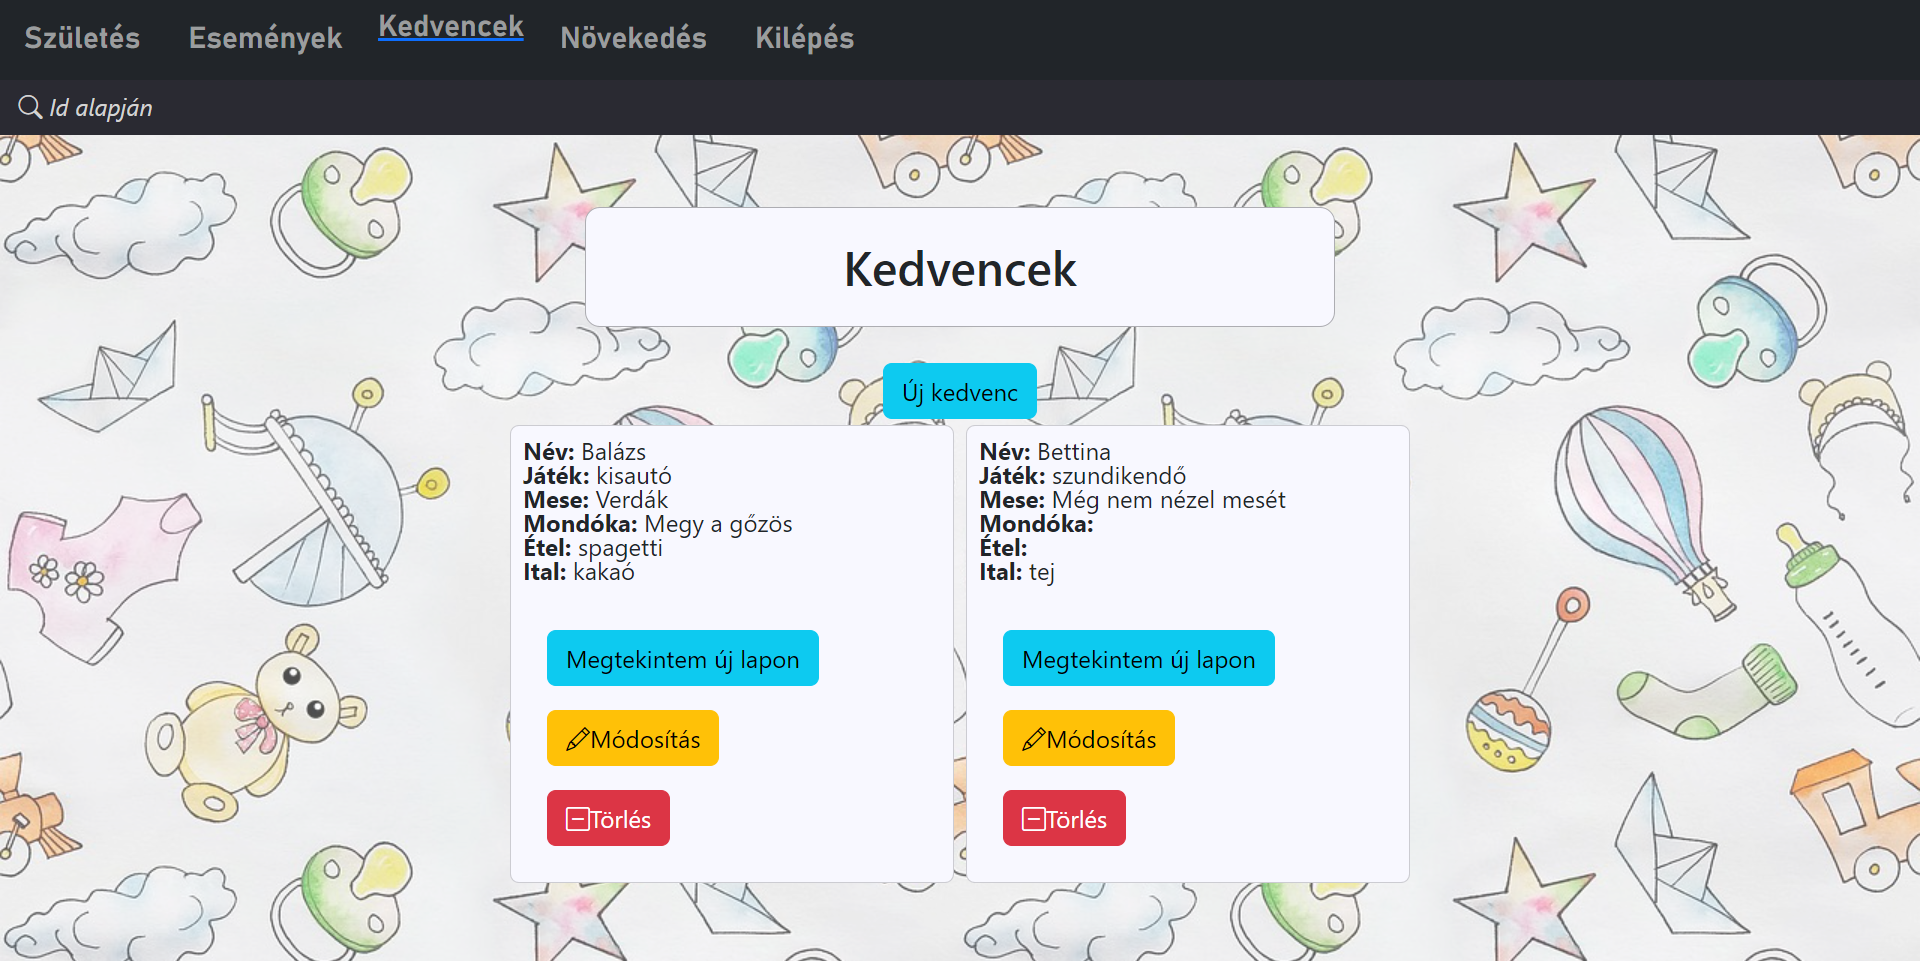 Születés Események Kedvencek Növekedés Kilépés
Id alapján
Kedvencek
Új kedvenc
Név: Balázs
Játék: kisautó
Mese: Verdák
Mondóka: Megy a gőzös
Étel: spagetti
Ital: kakaó
Megtekintem új lapon
Módosítás
Törlés
Név: Bettina
Játék: szundikendő
Mese: Még nem nézel mesét
Mondóka:
Étel:
Ital: tej
Megtekintem új lapon
Módosítás
Törlés